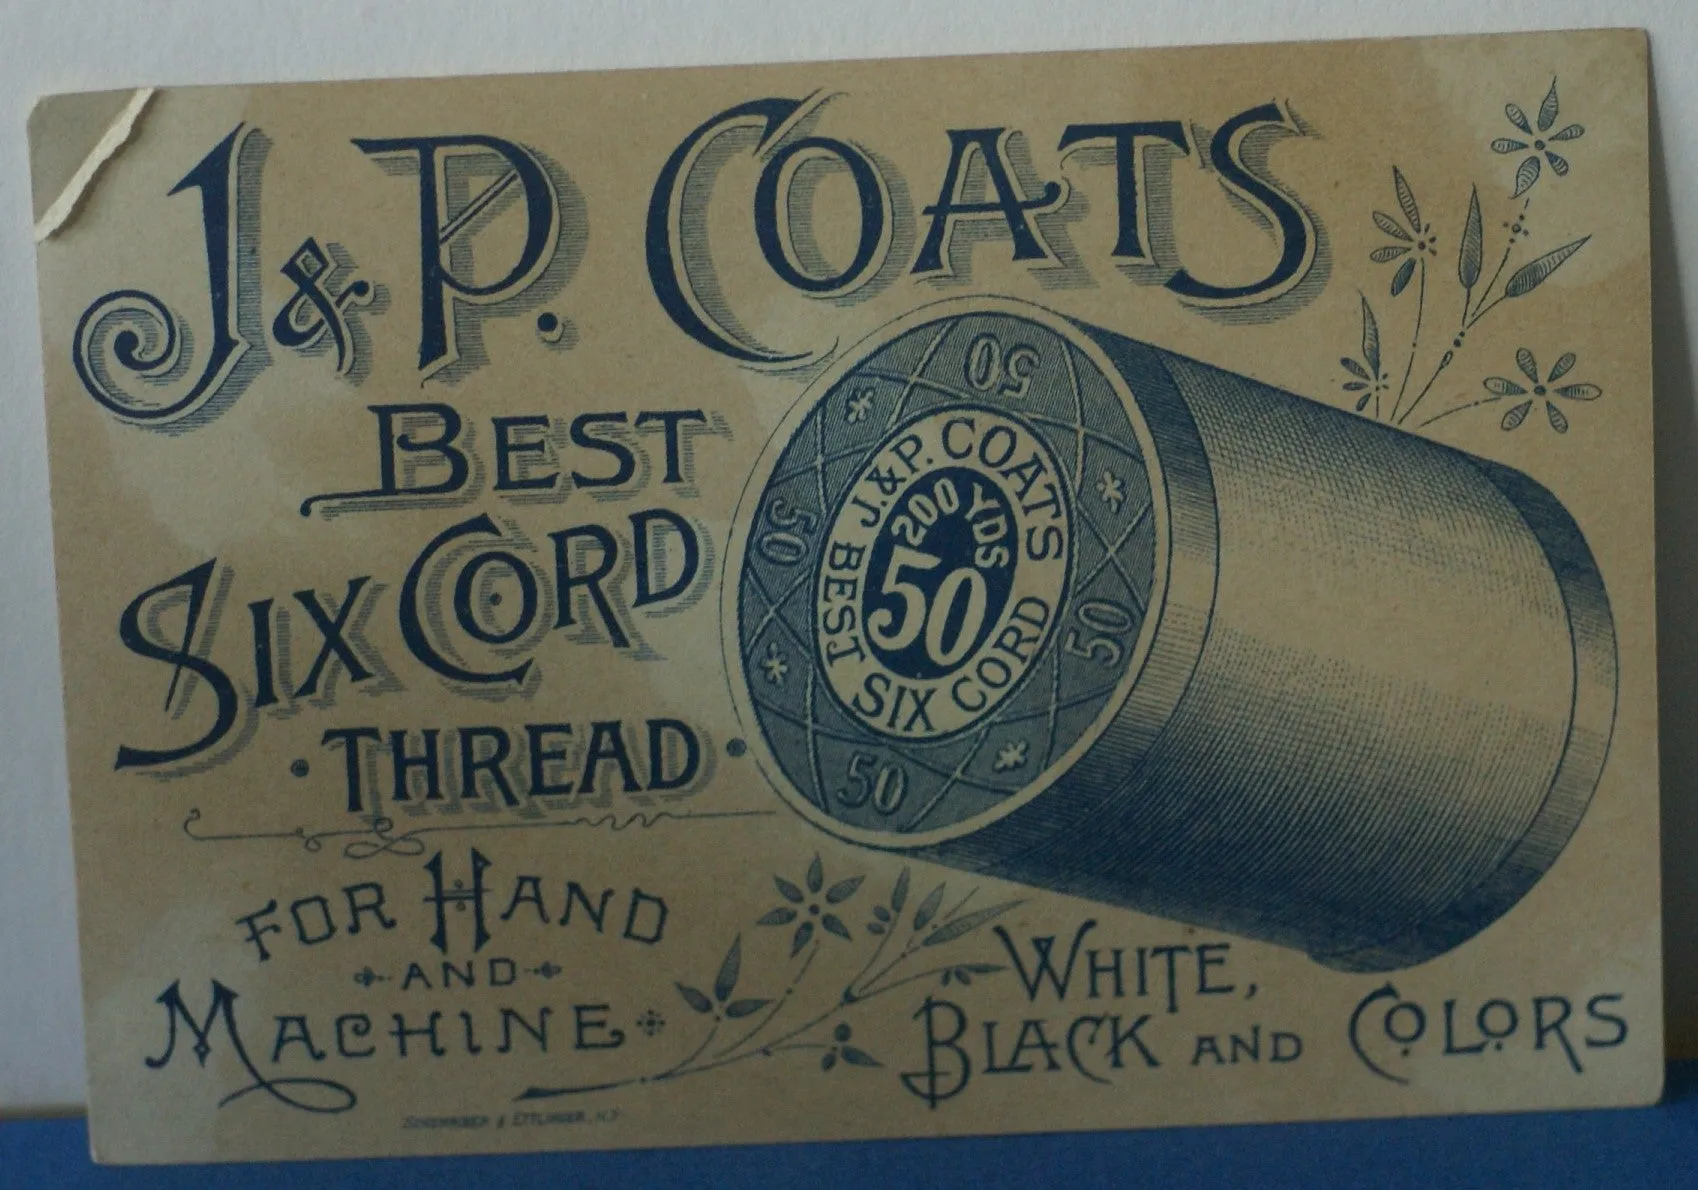 J & P. COATS
BEST
SIX CORD
THREAD
FOR HAND
AND
MACHINE
J. & P. COATS
200 YDS
50
BEST SIX CORD
50
50
50
50
WHITE,
BLACK AND COLORS
& ETTLINGER, N.Y.